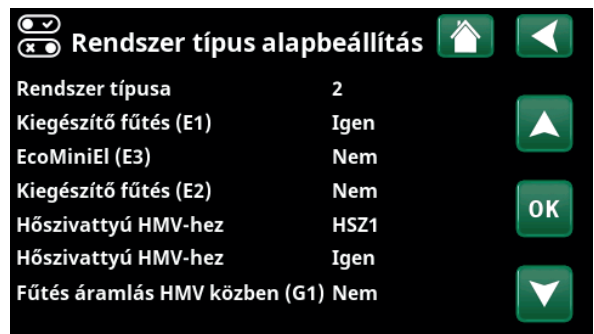 Rendszer típus alapbeállítás
Rendszer típusa 2
Kiegészítő fűtés (E1) Igen
EcoMiniEl (E3) Nem
Kiegészítő fűtés (E2) Nem
OK
Hőszivattyú HMV-hez HSZ1
Hőszivattyú HMV-hez Igen
Fűtés áramlás HMV közben (G1) Nem